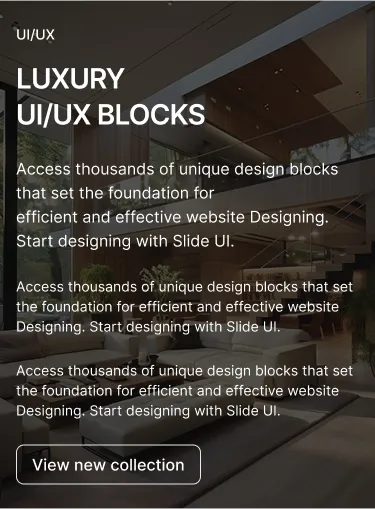 UI/UX
LUXURY
UI/UX BLOCKS
Access thousands of unique design blocks
that set the foundation for
efficient and effective website Designing.
Start designing with Slide UI.
Access thousands of unique design blocks that set
the foundation for efficient and effective website
Designing. Start designing with Slide UI.
Access thousands of unique design blocks that set
the foundation for efficient and effective website
Designing. Start designing with Slide UI.
View new collection